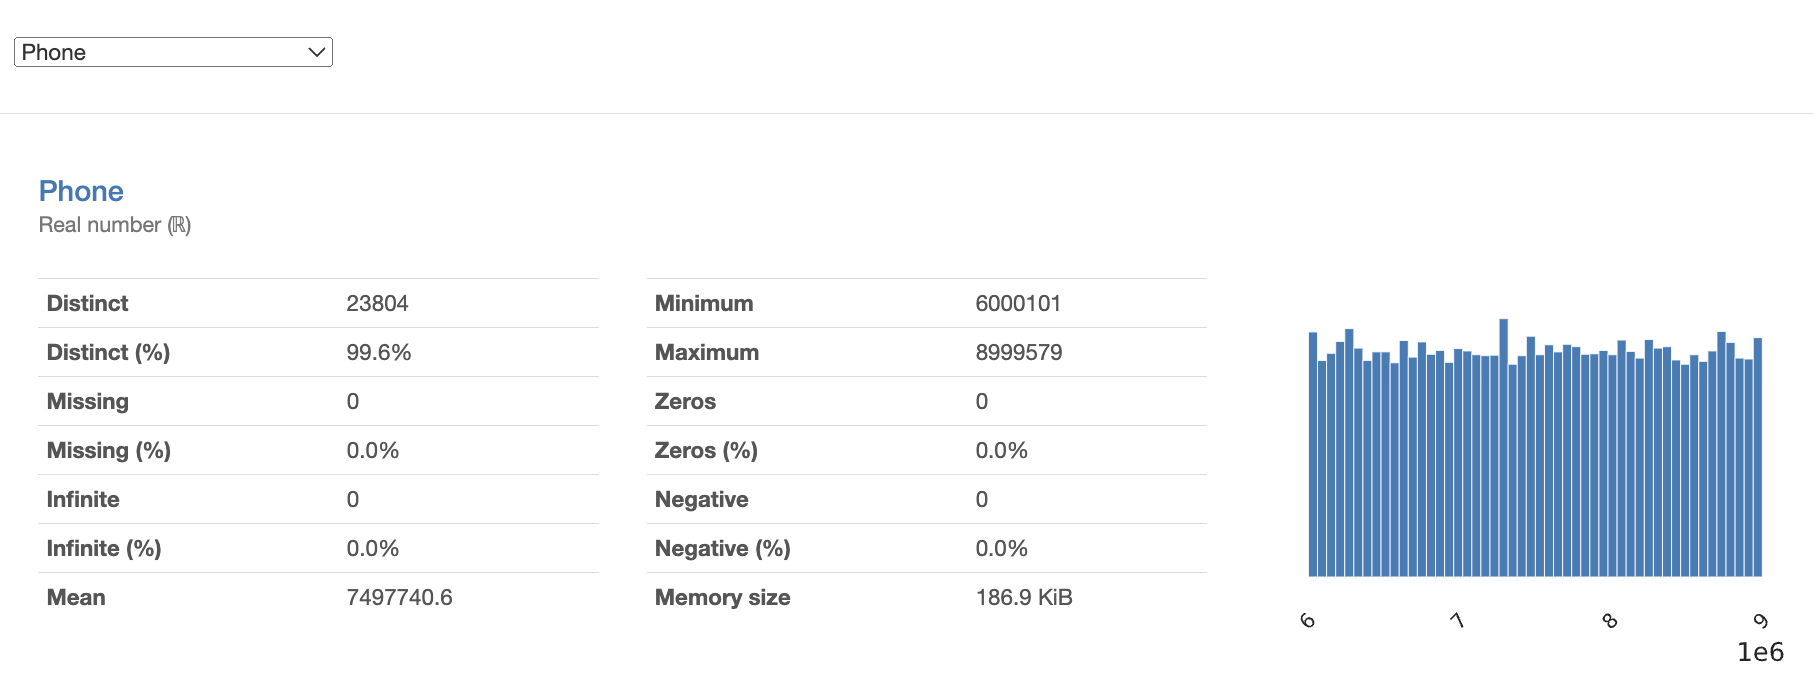 Phone
Phone
Real number (ℝ)
Distinct 23804
Distinct (%) 99.6%
Missing 0
Missing (%) 0.0%
Infinite 0
Infinite (%) 0.0%
Mean 7497740.6
Minimum 6000101
Maximum 8999579
Zeros 0
Zeros (%) 0.0%
Negative 0
Negative (%) 0.0%
Memory size 186.9 KiB
6 7 8 9
1e6